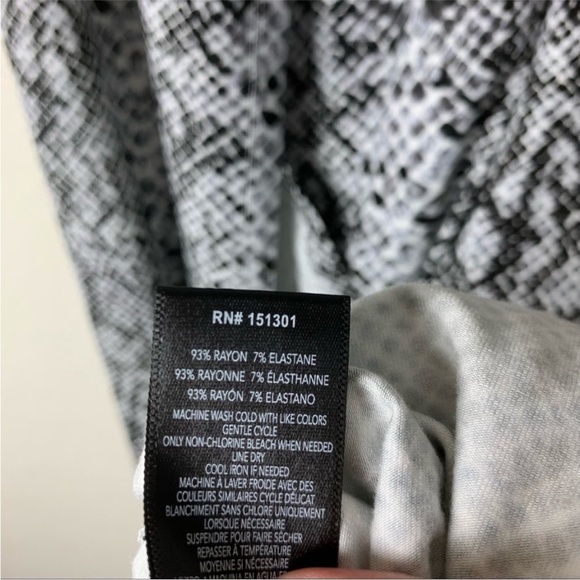 RN# 151301
93% RAYON 7% ELASTANE
93% RAYONNE 7% ÉLASTHANNE
93% RAYÓN 7% ELASTANO
MACHINE WASH COLD WITH LIKE COLORS
GENTLE CYCLE
ONLY NON-CHLORINE BLEACH WHEN NEEDED
LINE DRY
COOL IRON IF NEEDED
MACHINE À LAVER FROIDE AVEC DES
COULEURS SIMILAIRES CYCLE DÉLICAT
BLANCHIMENT SANS CHLORE UNIQUEMENT
LORSQUE NÉCESSAIRE
SUSPENDRE POUR FAIRE SÉCHER
REPASSER À TEMPÉRATURE
MOYENNE SI NÉCESSAIRE
A MAQUINA EN AGUA